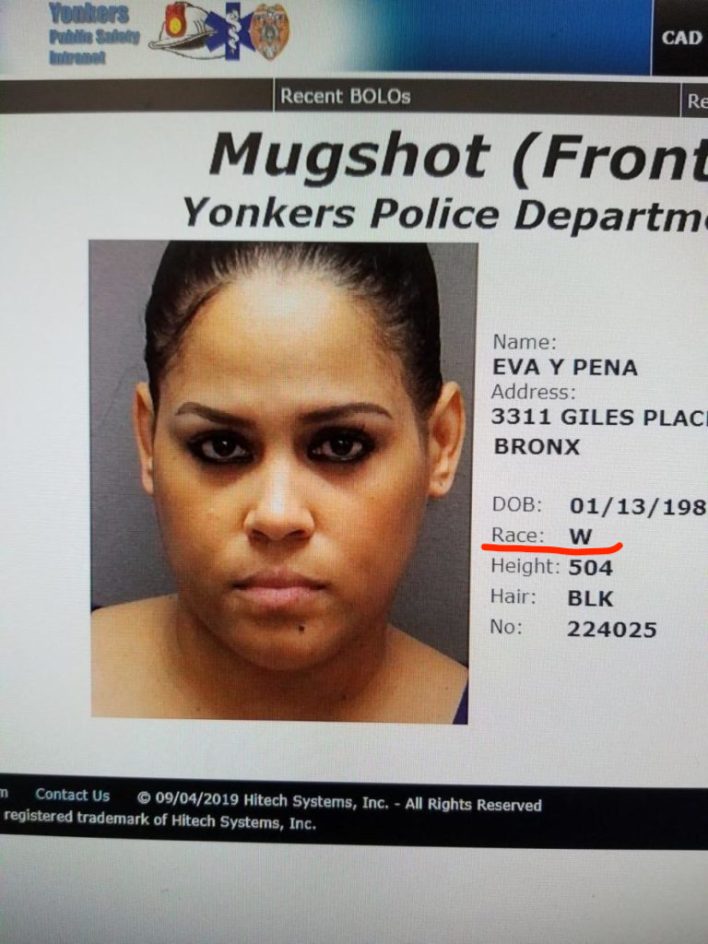 Yonkers
Public Safety
Intranet
CAD
Recent BOLOs
Mugshot (Front
Yonkers Police Departm
Name:
EVA Y PENA
Address:
3311 GILES PLAC
BRONX
DOB: 01/13/198
Race: W
Height: 504
Hair: BLK
No: 224025
Contact Us © 09/04/2019 Hitech Systems, Inc. - All Rights Reserved
registered trademark of Hitech Systems, Inc.